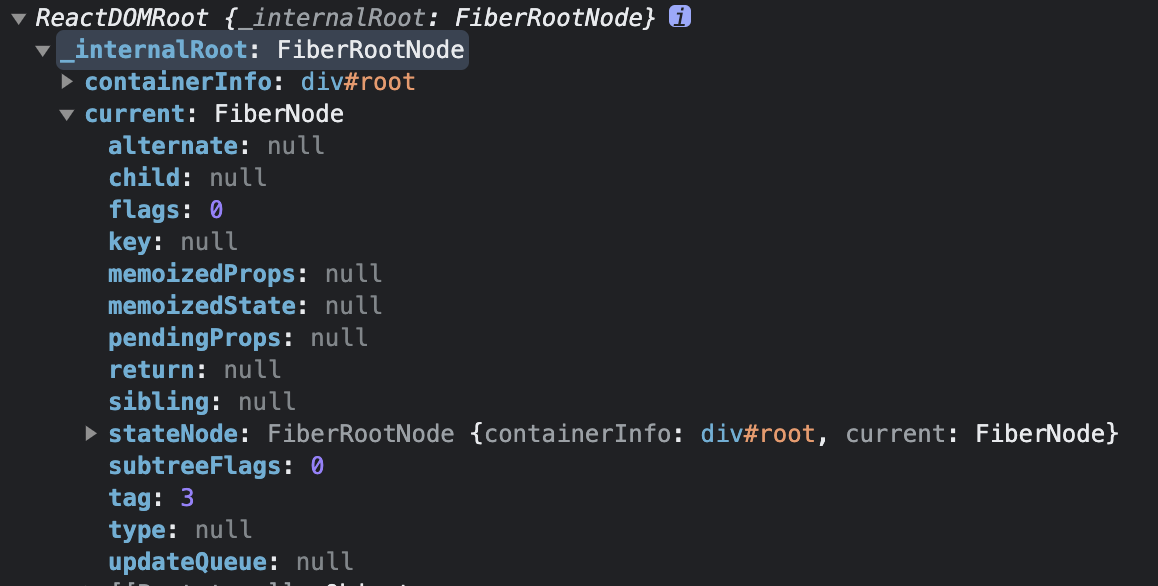 ReactDOMRoot {_internalRoot: FiberRootNode} i
_internalRoot: FiberRootNode
containerInfo: div#root
current: FiberNode
alternate: null
child: null
flags: 0
key: null
memoizedProps: null
memoizedState: null
pendingProps: null
return: null
sibling: null
stateNode: FiberRootNode {containerInfo: div#root, current: FiberNode}
subtreeFlags: 0
tag: 3
type: null
updateQueue: null